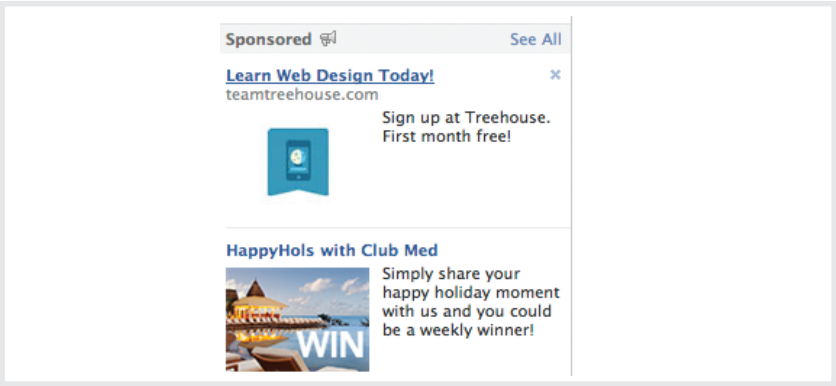 Sponsored See All
Learn Web Design Today!
teamtreehouse.com
Sign up at Treehouse.
First month free!
HappyHols with Club Med
Simply share your
happy holiday moment
with us and you could
be a weekly winner!
WIN